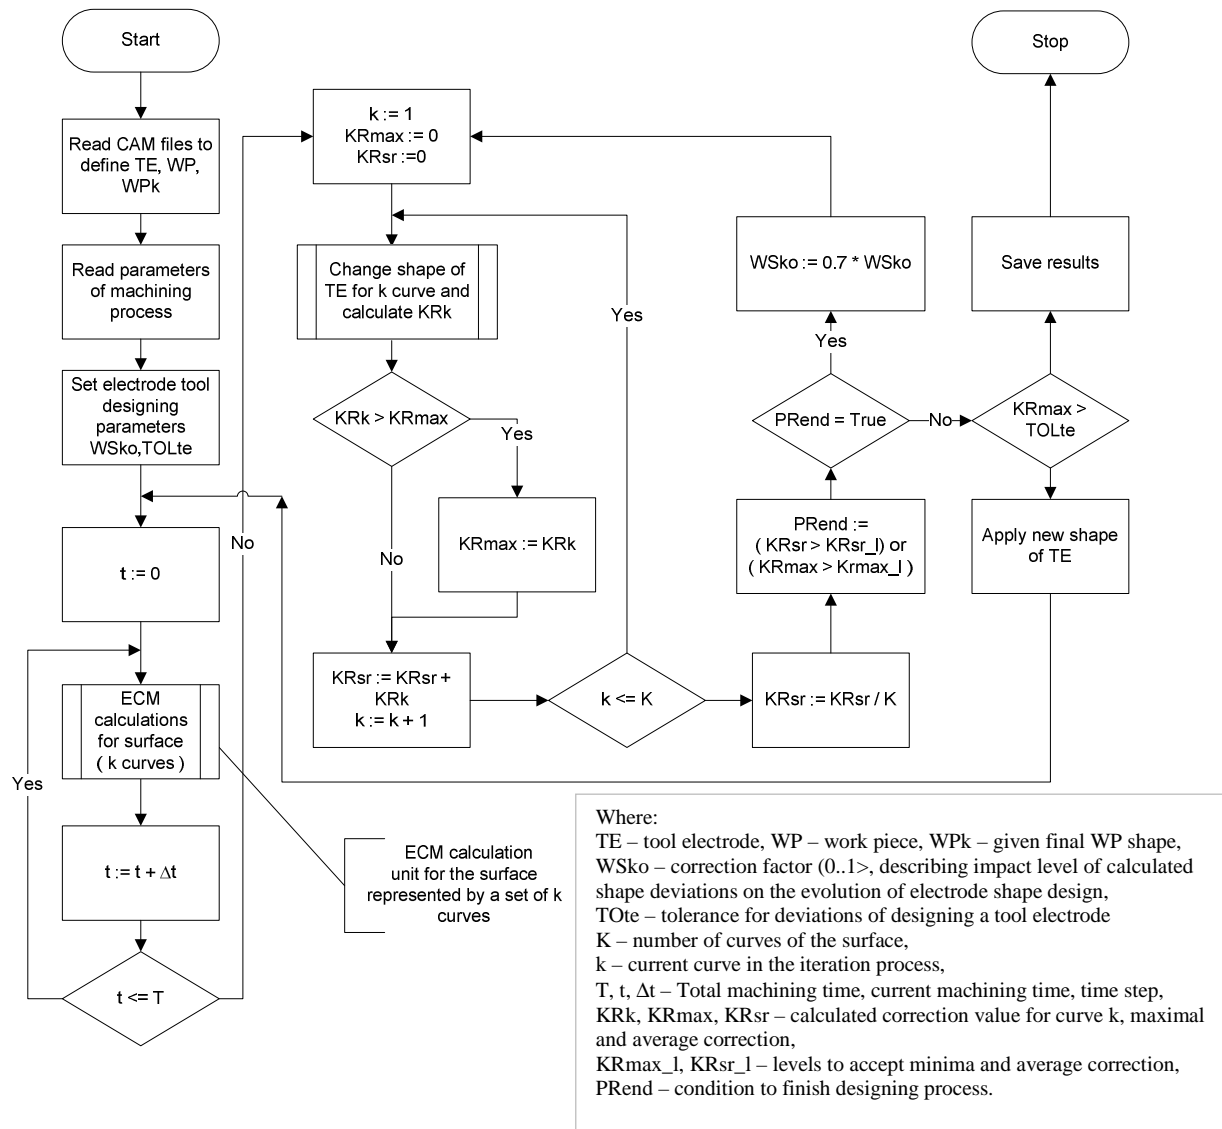 Start
Read CAM files to
define TE, WP,
WPk
Read parameters
of machining
process
Set electrode tool
designing
parameters
WSko,TOLte
t := 0
ECM
calculations
for surface
( k curves )
Yes
t := t + Δt
t <= T
No
k := 1
KRmax := 0
KRsr :=0
Change shape of
TE for k curve and
calculate KRk
KRk > KRmax
Yes
No
KRmax := KRk
KRsr := KRsr +
KRk
k := k + 1
k <= K
Yes
KRsr := KRsr / K
PRend :=
( KRsr > KRsr_l) or
( KRmax > Krmax_l )
PRend = True
Yes
No
WSko := 0.7 * WSko
KRmax >
TOLte
Save results
Stop
Apply new shape
of TE
ECM calculation
unit for the surface
represented by a set of k
curves
Where:
TE – tool electrode, WP – work piece, WPk – given final WP shape,
WSko – correction factor (0..1>, describing impact level of calculated
shape deviations on the evolution of electrode shape design,
TOte – tolerance for deviations of designing a tool electrode
K – number of curves of the surface,
k – current curve in the iteration process,
T, t, Δt – Total machining time, current machining time, time step,
KRk, KRmax, KRsr – calculated correction value for curve k, maximal
and average correction,
KRmax_l, KRsr_l – levels to accept minima and average correction,
PRend – condition to finish designing process.